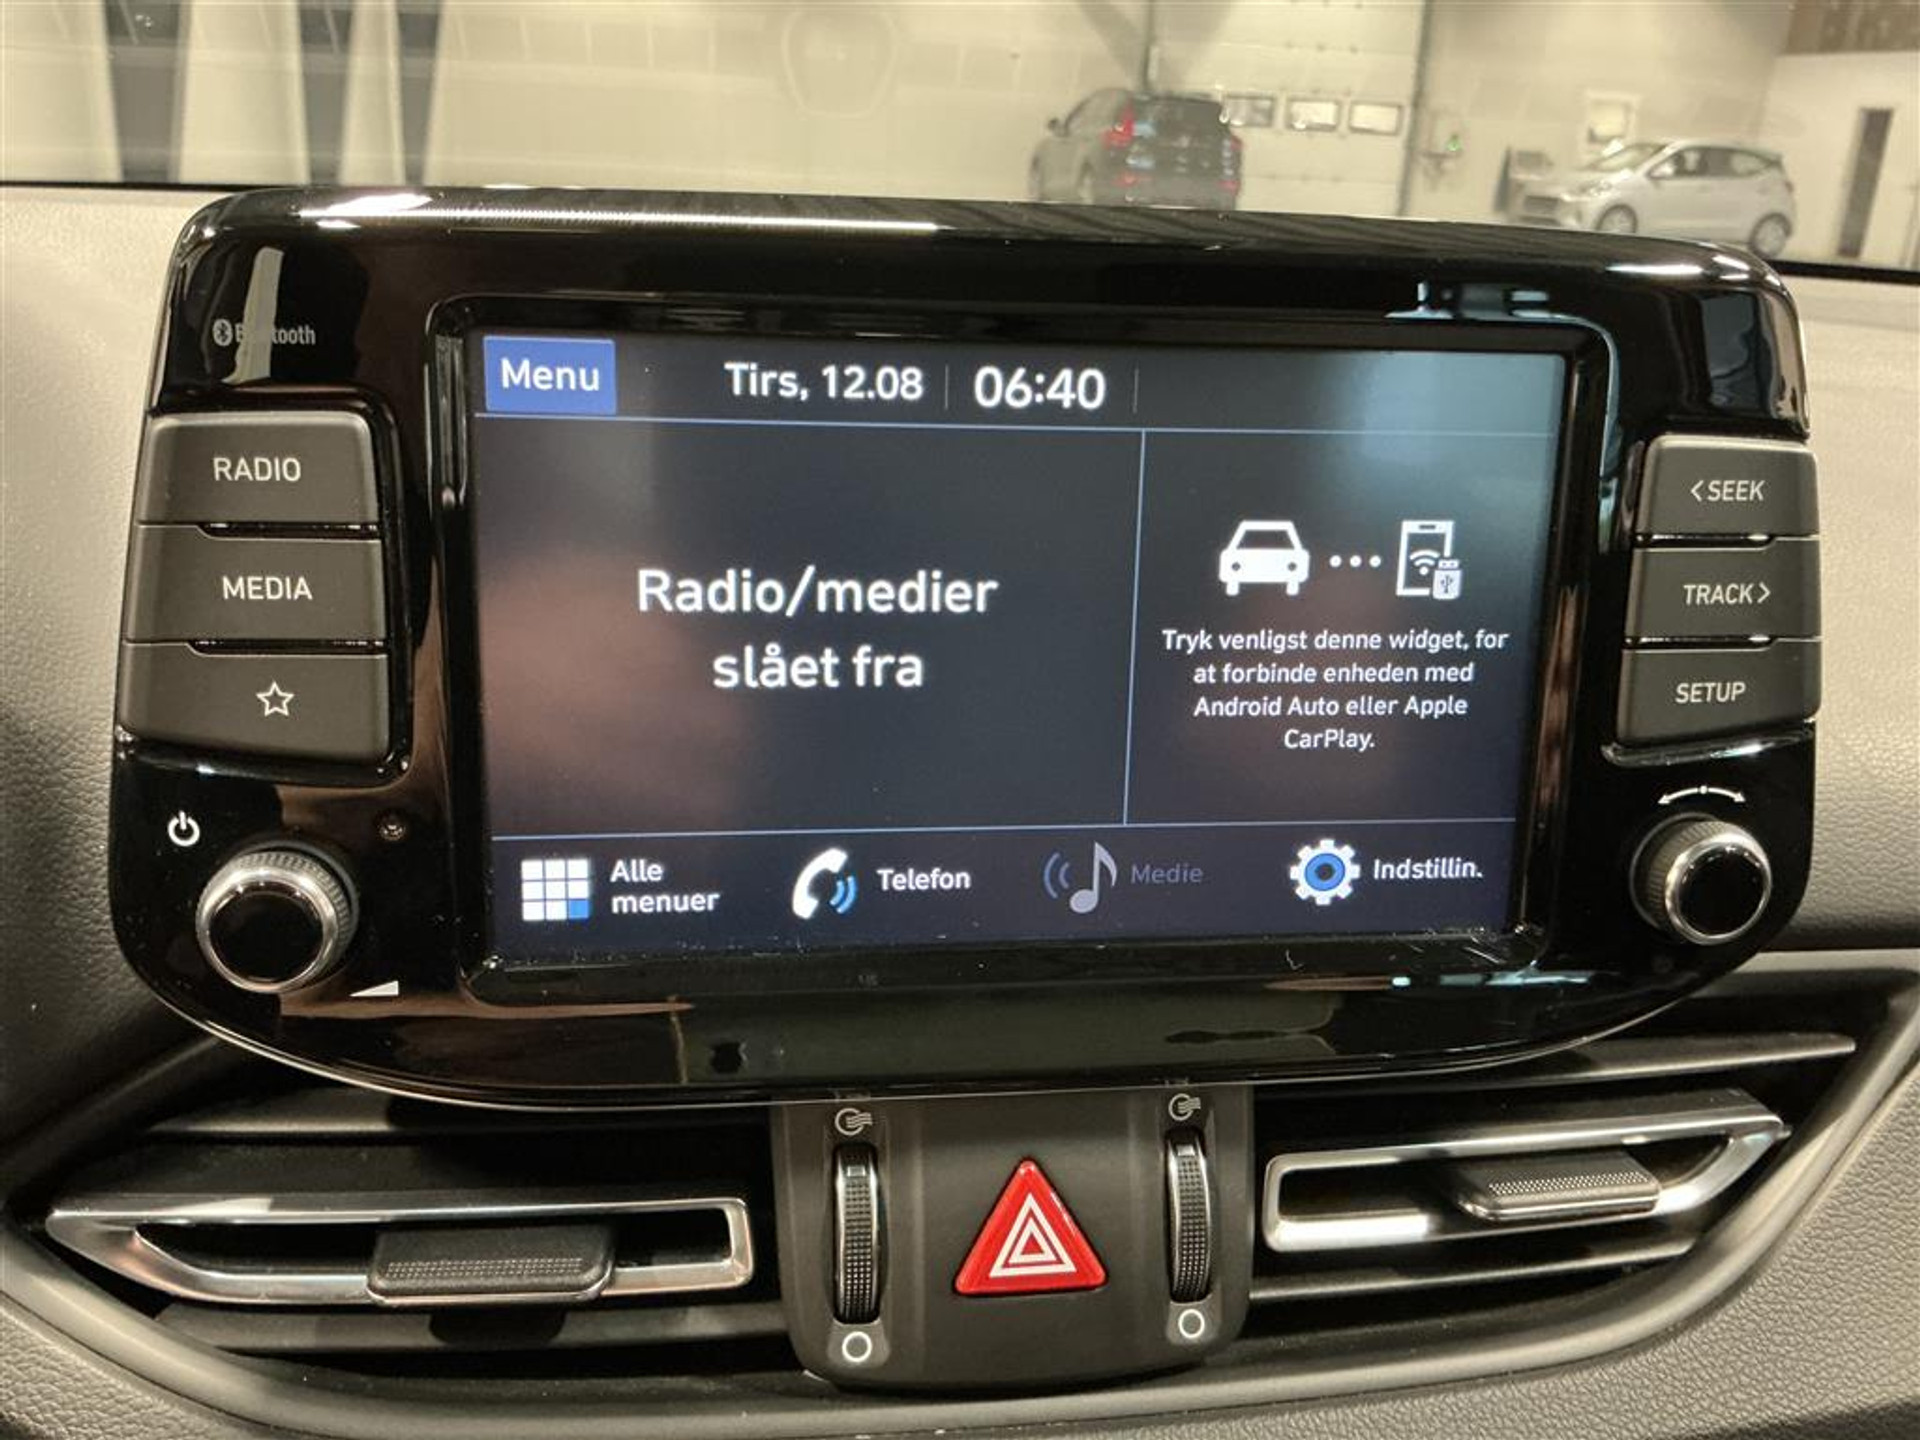 Bluetooth
Menu
Tirs, 12.08
06:40
RADIO
MEDIA
<SEEK
TRACK>
SETUP
Radio/medier
slået fra
Tryk venligst denne widget, for
at forbinde enheden med
Android Auto eller Apple
CarPlay.
Alle
menuer
Telefon
Medie
Indstillin.